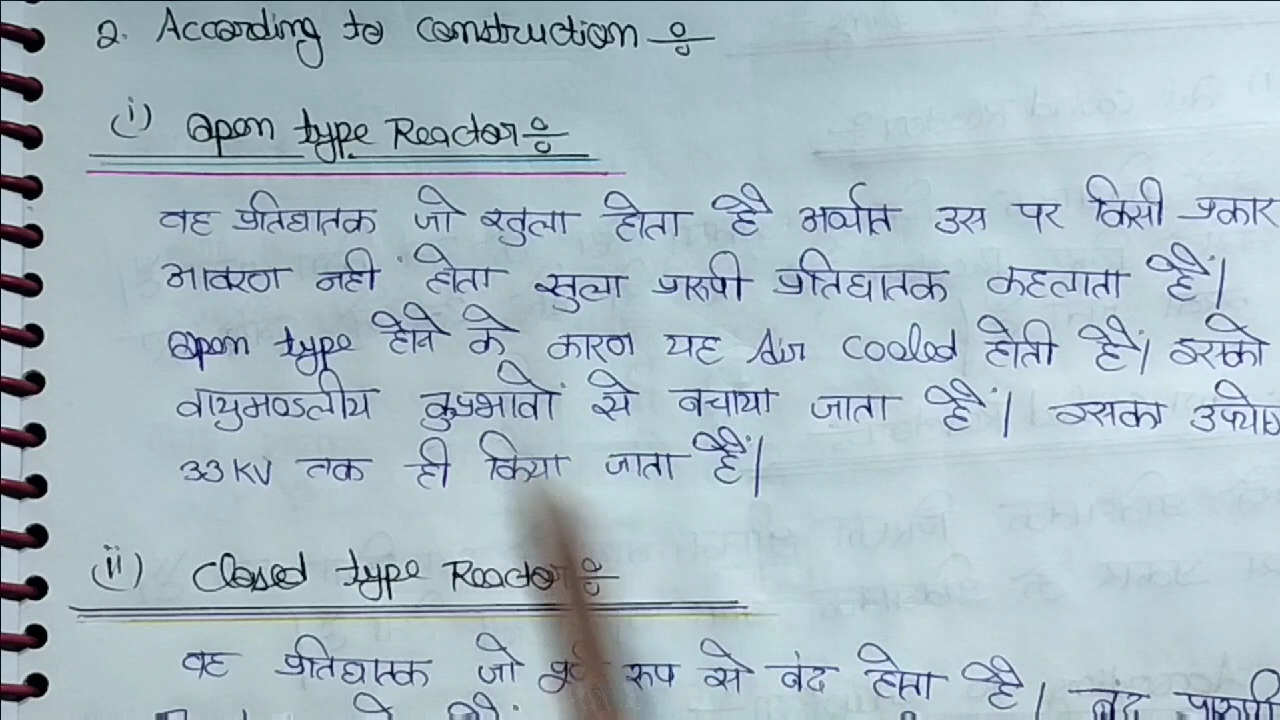 2. According to construction ÷
(i) Open type Reactor ÷
वह प्रतिघातक जो खुला होता है अर्थात उस पर किसी प्रकार
आवरण नही होता खुला प्ररूपी प्रतिघातक कहलाता हैं।
open type होने के कारण यह Air cooled होती हैं। इसको
वायुमण्डलीय कुप्रभावों से बचाया जाता हैं। इसका उपयोग
33 KV तक ही किया जाता हैं।
(ii) Closed type Reactor ÷
वह प्रतिघातक जो रूप से बंद होता है। बंद